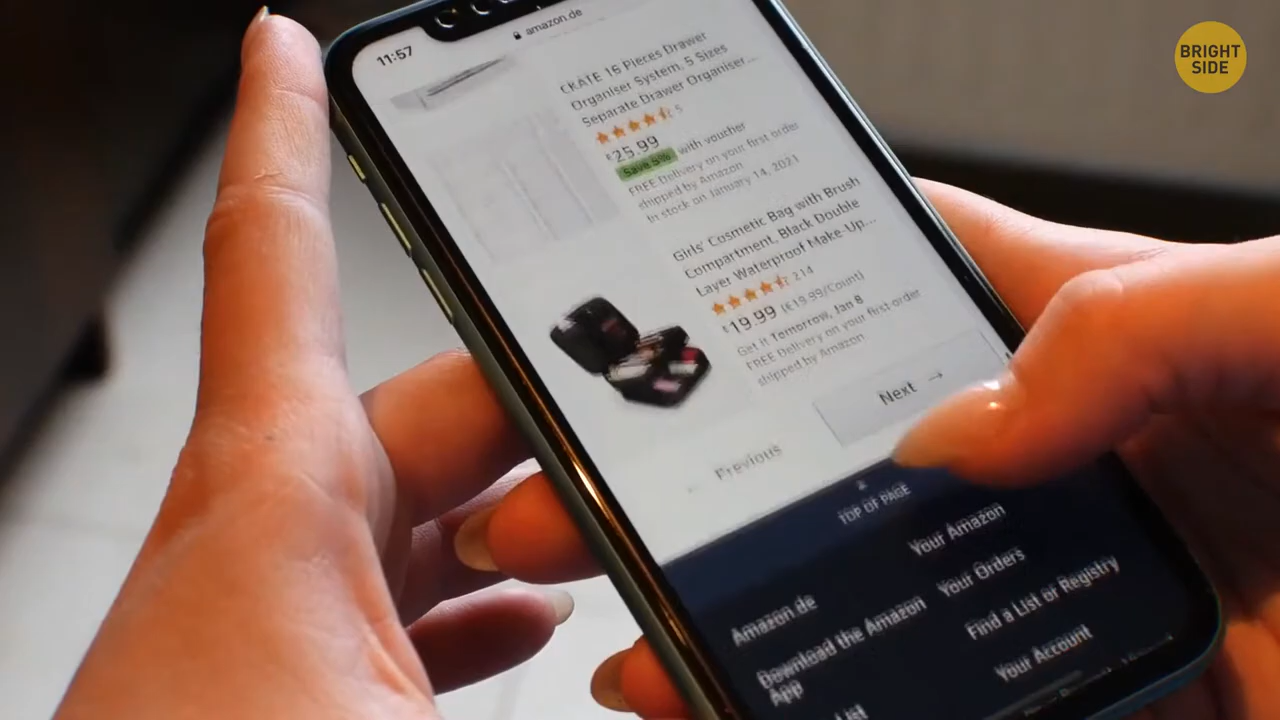 BRIGHT
SIDE
11:57
amazon.de
CKATE 16 Pieces Drawer
Organiser System, 5 Sizes
Separate Drawer Organiser...
5
€25.99
Save 5% with voucher
FREE Delivery on your first order
shipped by Amazon
In stock on January 14, 2021
Girls' Cosmetic Bag with Brush
Compartment, Black Double
Layer Waterproof Make-Up...
214
€19.99 (€19.99/Count)
Get it Tomorrow, Jan 8
FREE Delivery on your first order
shipped by Amazon
Previous
Next →
TOP OF PAGE
Amazon.de
Download the Amazon
App
List
Your Amazon
Your Orders
Find a List or Registry
Your Account